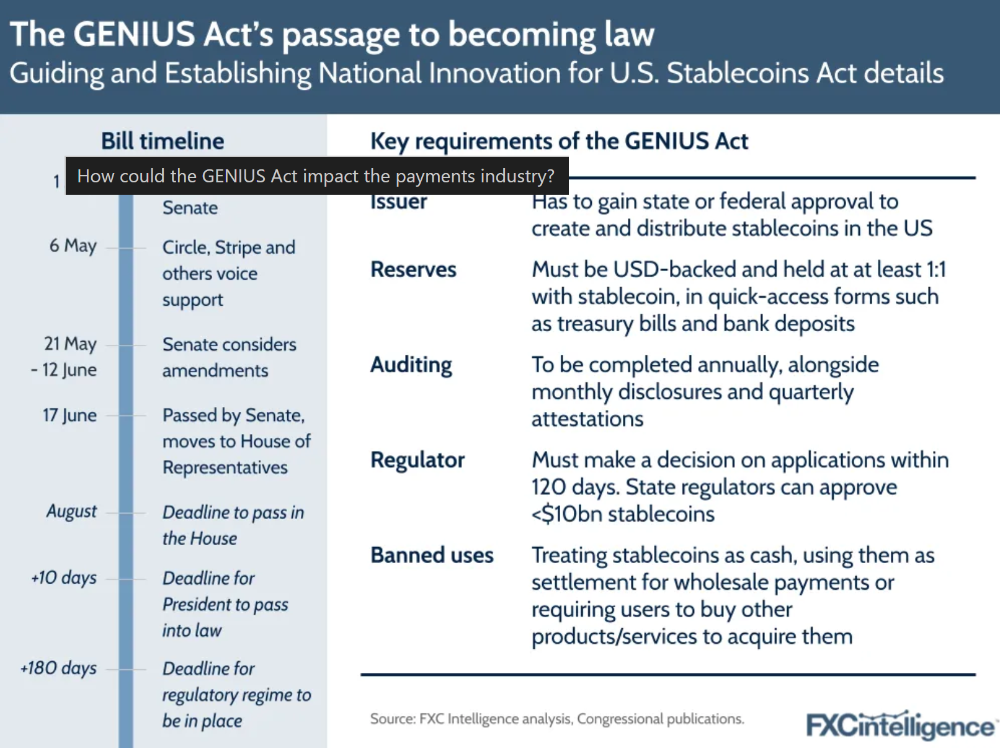 The GENIUS Act's passage to becoming law
Guiding and Establishing National Innovation for U.S. Stablecoins Act details
Bill timeline
1
How could the GENIUS Act impact the payments industry?
Senate
6 May
Circle, Stripe and
others voice
support
21 May
- 12 June
Senate considers
amendments
17 June
Passed by Senate,
moves to House of
Representatives
August
Deadline to pass in
the House
+10 days
Deadline for
President to pass
into law
+180 days
Deadline for
regulatory regime to
be in place
Key requirements of the GENIUS Act
Issuer
Has to gain state or federal approval to
create and distribute stablecoins in the US
Reserves
Must be USD-backed and held at at least 1:1
with stablecoin, in quick-access forms such
as treasury bills and bank deposits
Auditing
To be completed annually, alongside
monthly disclosures and quarterly
attestations
Regulator
Must make a decision on applications within
120 days. State regulators can approve
<$10bn stablecoins
Banned uses
Treating stablecoins as cash, using them as
settlement for wholesale payments or
requiring users to buy other
products/services to acquire them
Source: FXC Intelligence analysis, Congressional publications.
FXCintelligence